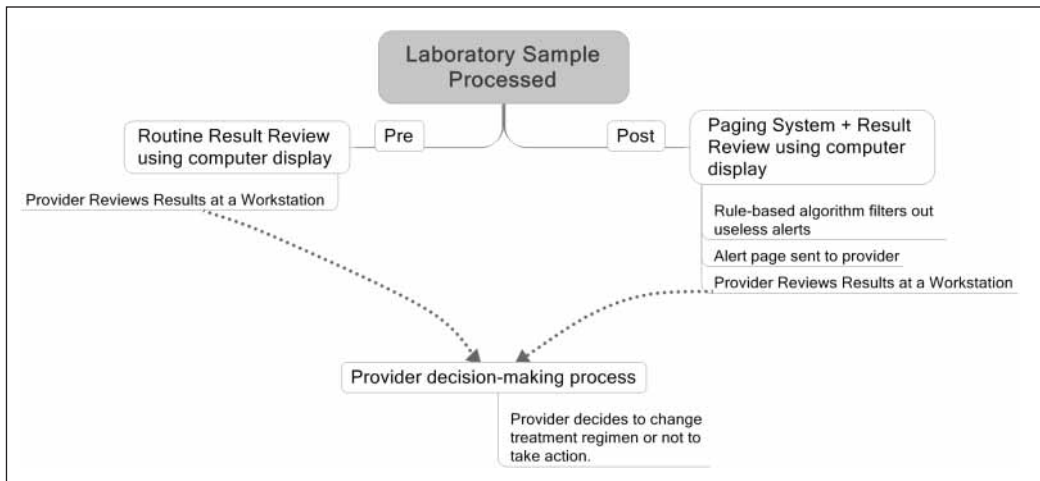 Laboratory Sample
Processed
Routine Result Review
using computer display
Pre
Post
Paging System + Result
Review using computer
display
Provider Reviews Results at a Workstation
Rule-based algorithm filters out
useless alerts
Alert page sent to provider
Provider Reviews Results at a Workstation
Provider decision-making process
Provider decides to change
treatment regimen or not to
take action.